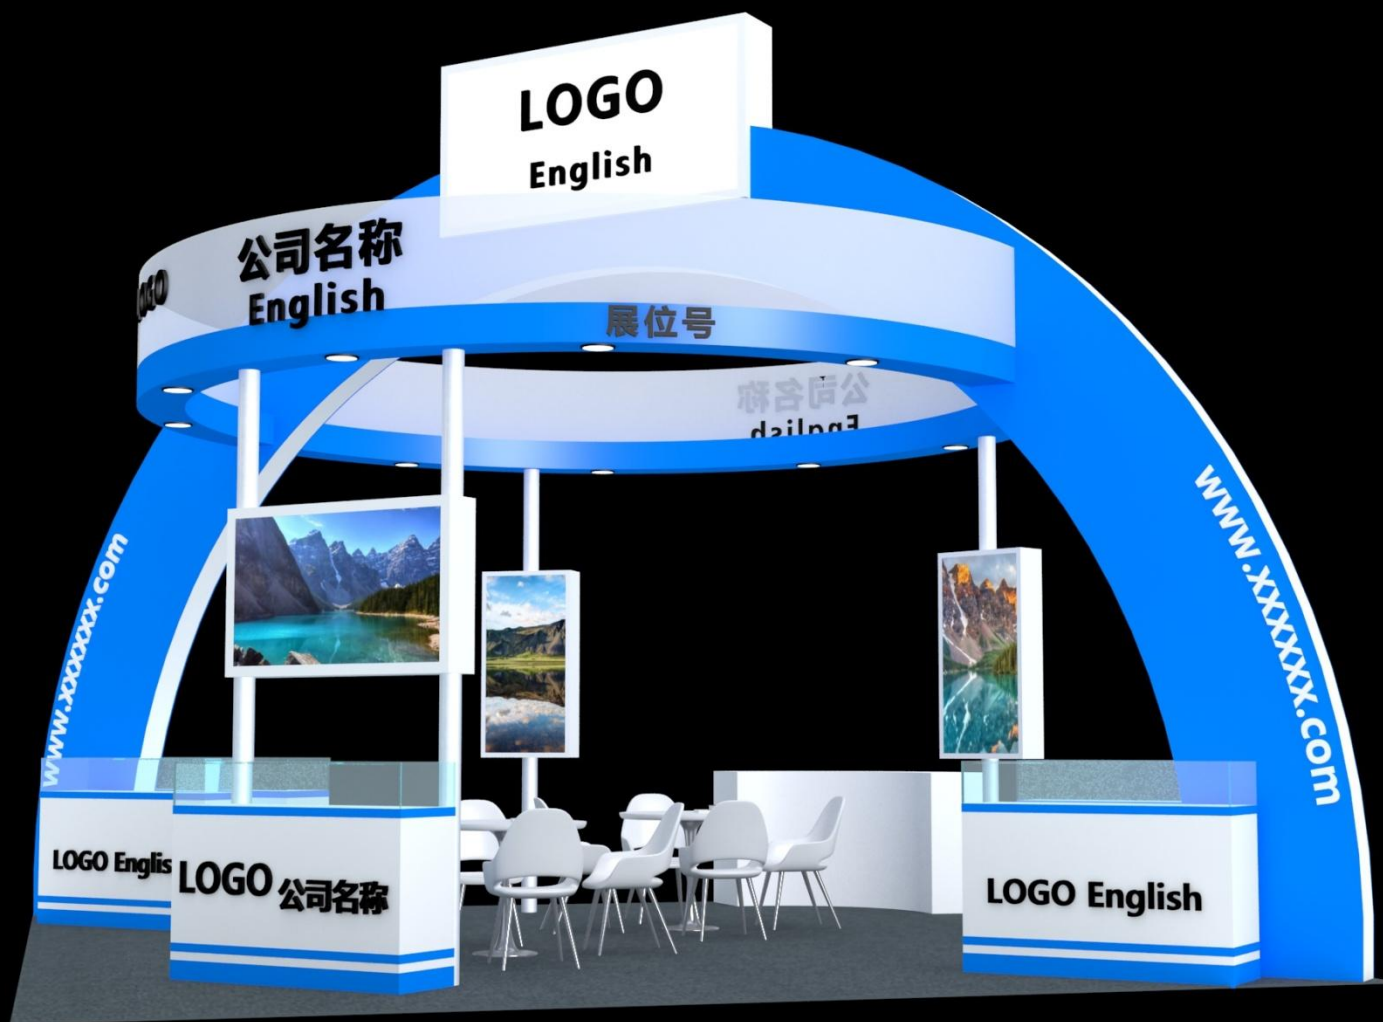 LOGO
English
公司名称
English
LOGO
展位号
公司名称
English
www.xxxxxx.com
www.xxxxxx.com
LOGO English
LOGO 公司名称
LOGO English